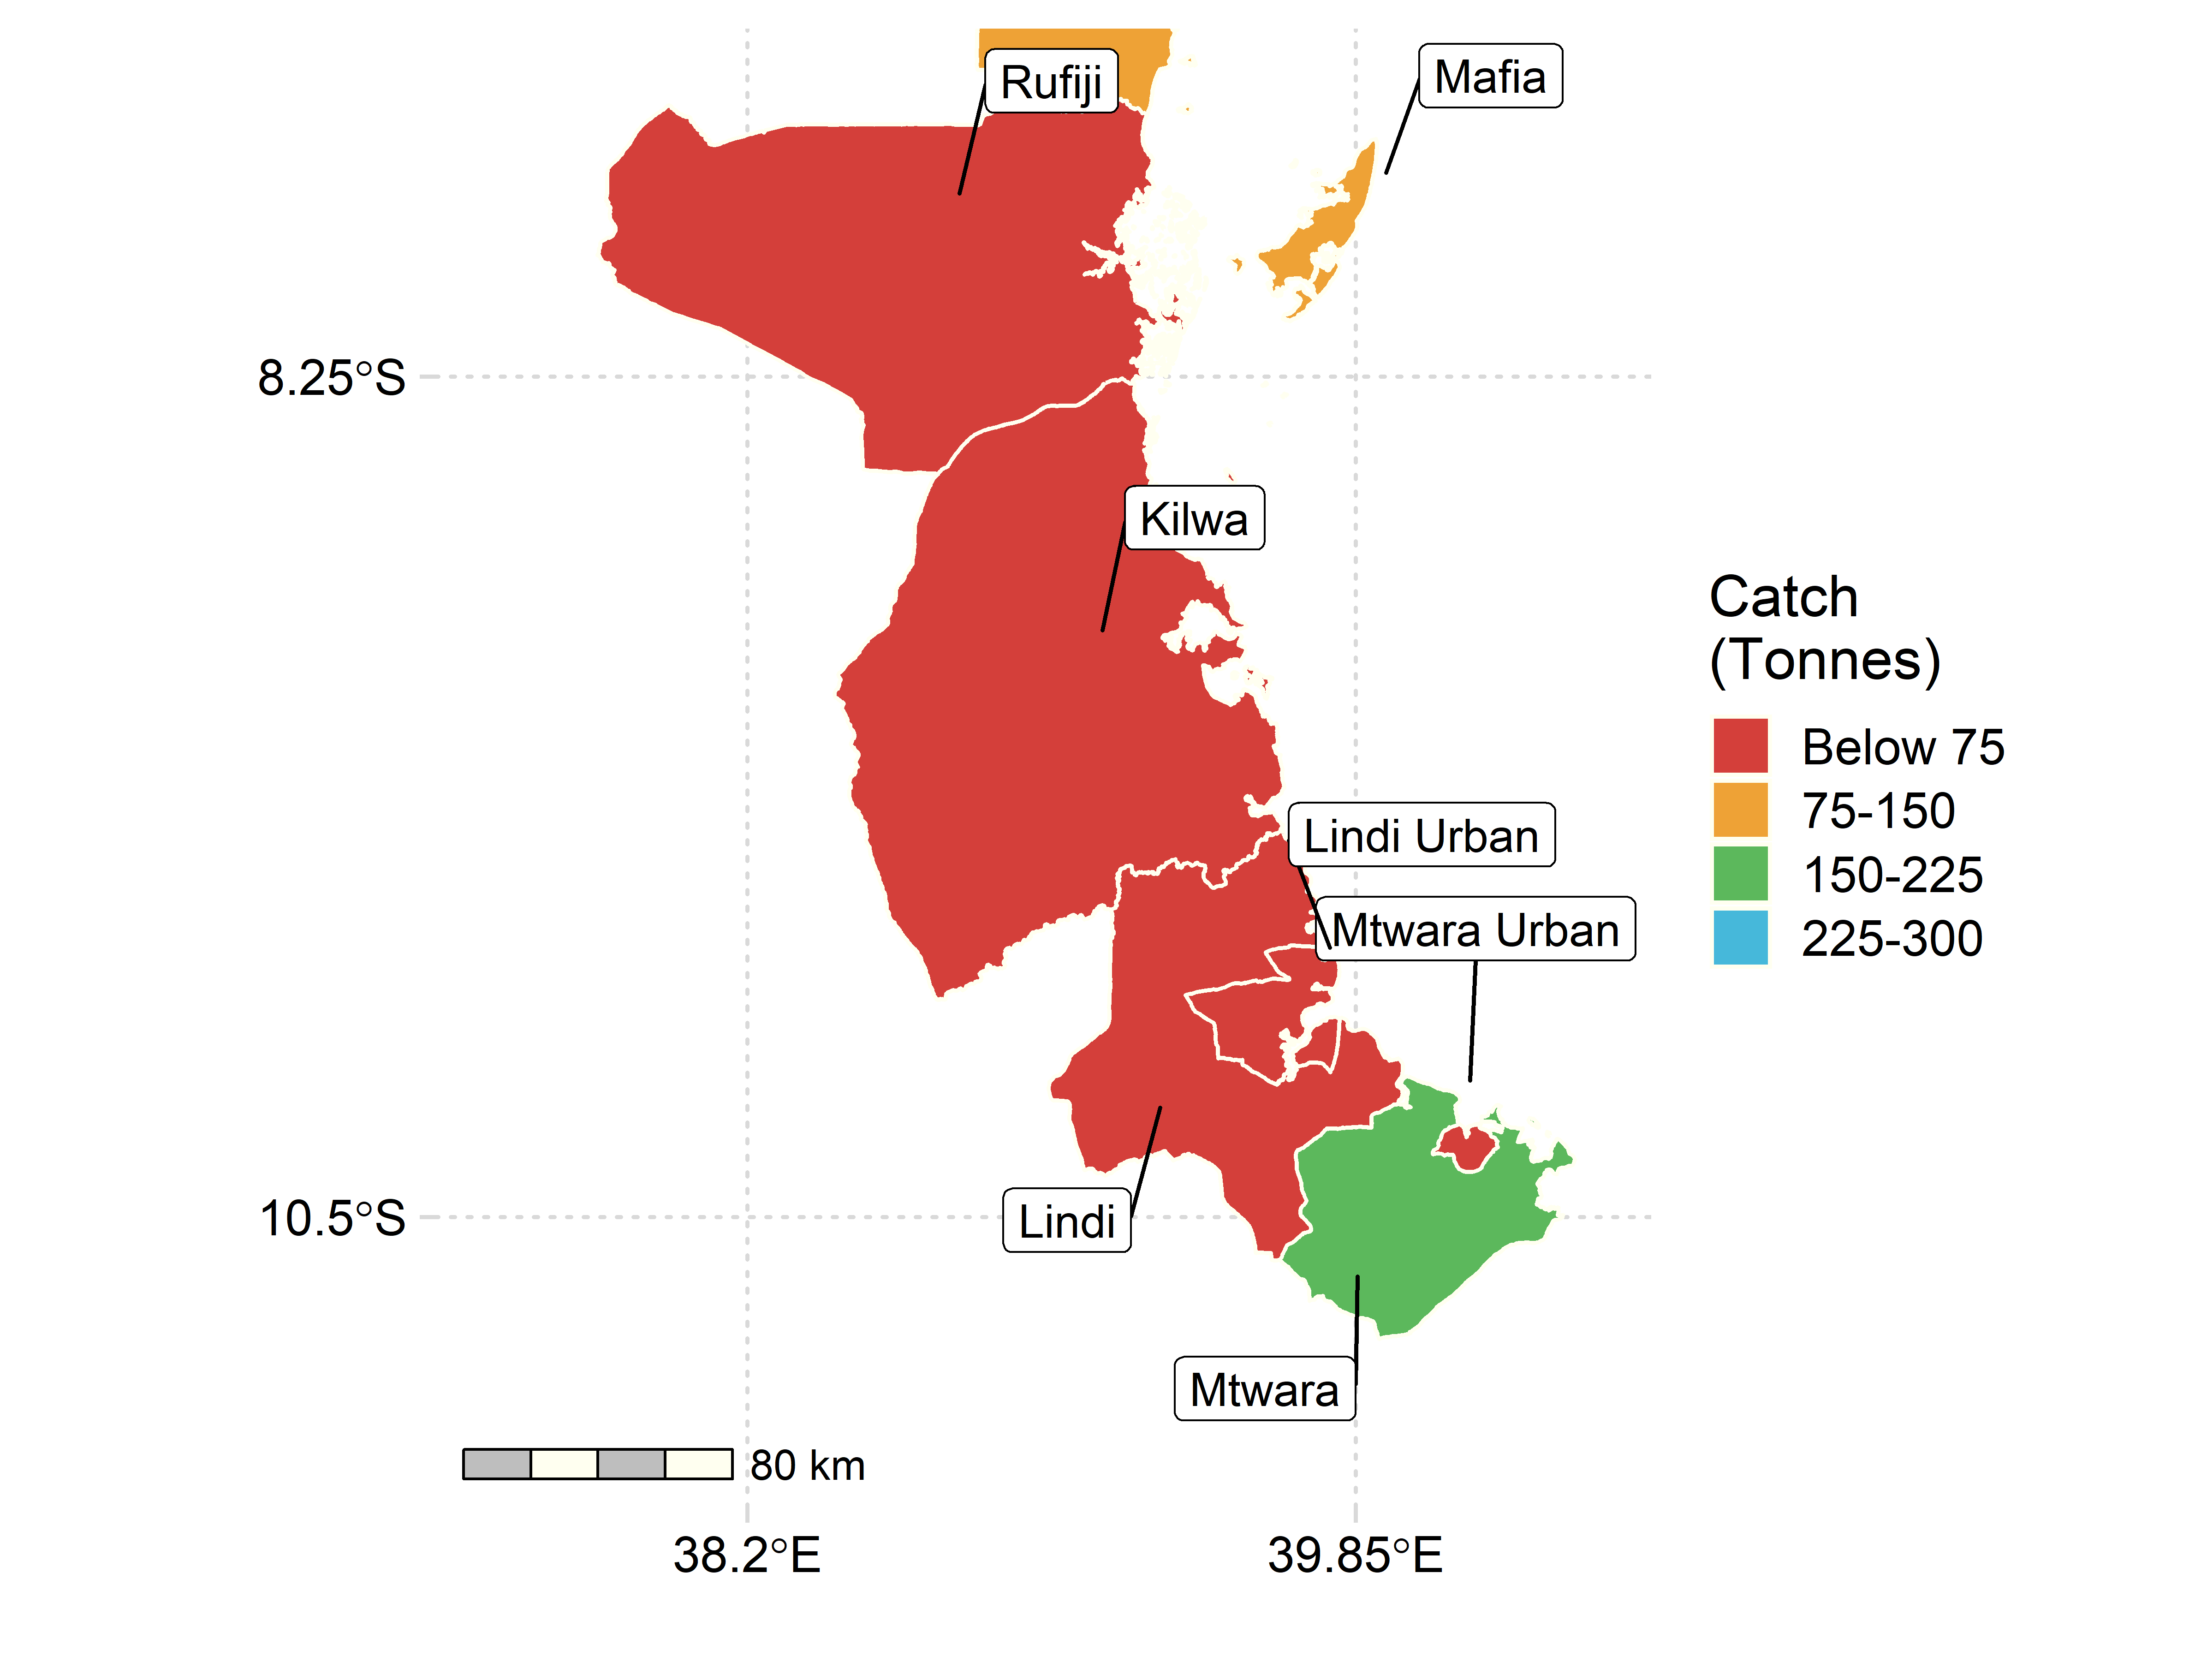 Rufiji
Mafia
8.25°S
Kilwa
Catch
(Tonnes)
Below 75
75-150
150-225
225-300
Lindi Urban
Mtwara Urban
Lindi
10.5°S
Mtwara
80 km
38.2°E
39.85°E